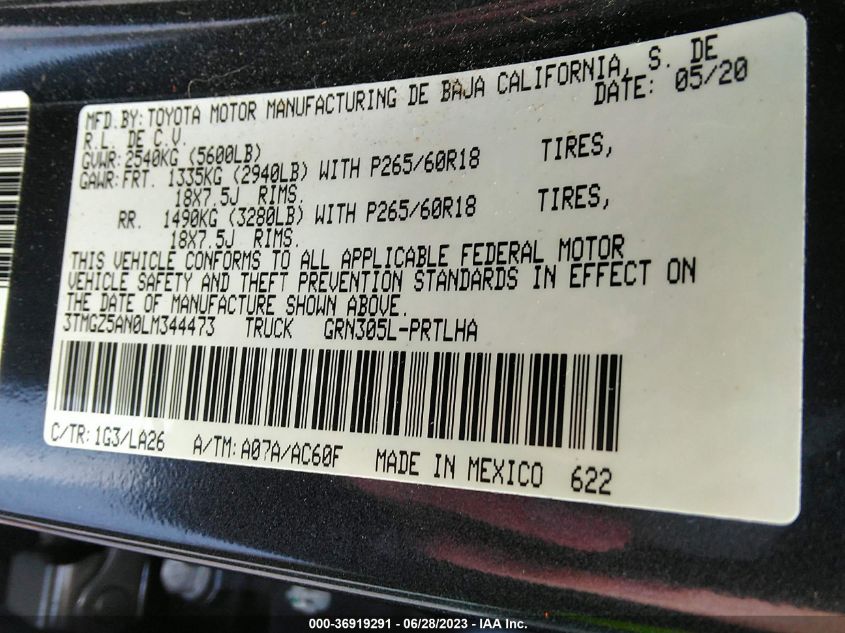 MFD.BY:TOYOTA MOTOR MANUFACTURING DE BAJA CALIFORNIA, S. DE
R.L. DE C.V. DATE: 05/20
GVWR:2540KG (5600LB)
GAWR:FRT. 1335KG (2940LB) WITH P265/60R18 TIRES,
18X7.5J RIMS.
RR. 1490KG (3280LB) WITH P265/60R18 TIRES,
18X7.5J RIMS.
THIS VEHICLE CONFORMS TO ALL APPLICABLE FEDERAL MOTOR
VEHICLE SAFETY AND THEFT PREVENTION STANDARDS IN EFFECT ON
THE DATE OF MANUFACTURE SHOWN ABOVE.
3TMGZ5AN0LM344473 TRUCK GRN305L-PRTLHA
C/TR:1G3/LA26 A/TM:A07A/AC60F MADE IN MEXICO 622
000-36919291 - 06/28/2023 - IAA Inc.